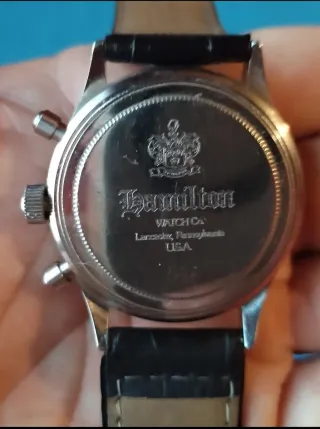 Hamilton
WATCH Co.
Lancaster, Pennsylvania
U.S.A.